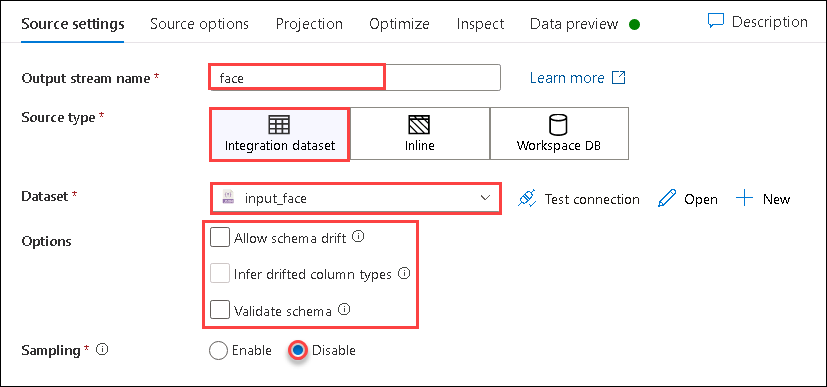 Source settings Source options Projection Optimize Inspect Data preview Description
Output stream name * face Learn more
Source type * Integration dataset Inline Workspace DB
Dataset * input_face Test connection Open New
Options Allow schema drift
Infer drifted column types
Validate schema
Sampling * Enable Disable